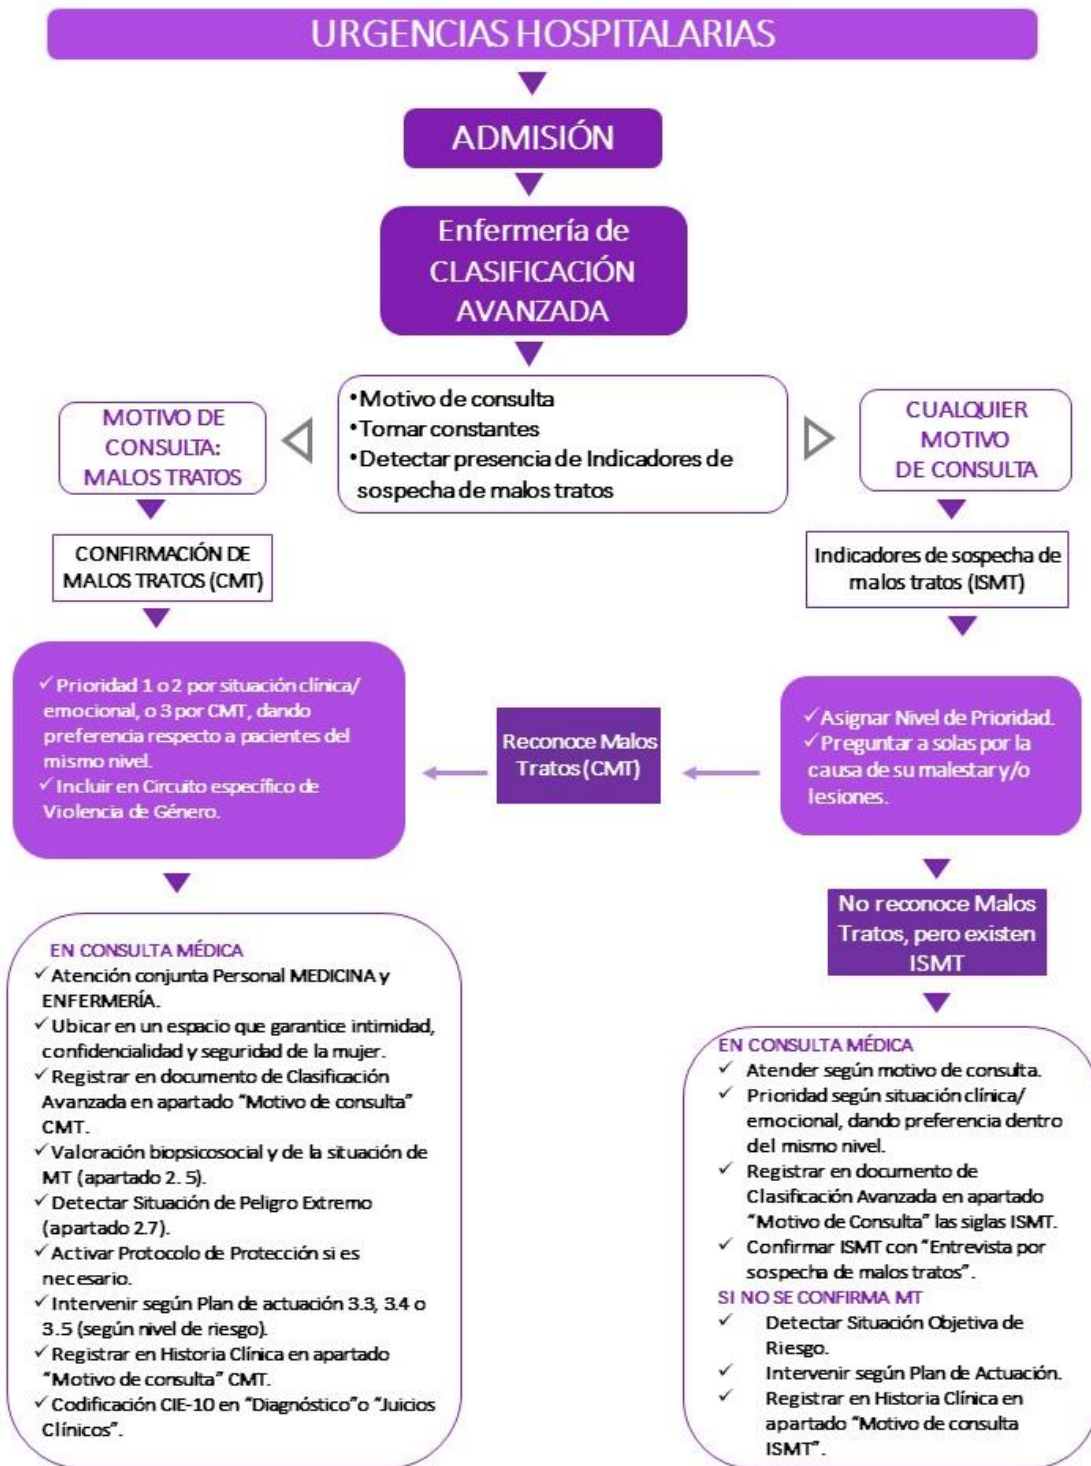 URGENCIAS HOSPITALARIAS
ADMISIÓN
Enfermería de
CLASIFICACIÓN
AVANZADA
•Motivo de consulta
•Tomar constantes
•Detectar presencia de Indicadores de
sospecha de malos tratos
MOTIVO DE
CONSULTA:
MALOS TRATOS
CUALQUIER
MOTIVO
DE CONSULTA
CONFIRMACIÓN DE
MALOS TRATOS (CMT)
Indicadores de sospecha de
malos tratos (ISMT)
✓Prioridad 1 o 2 por situación clínica/
emocional, o 3 por CMT, dando
preferencia respecto a pacientes del
mismo nivel.
✓Incluir en Circuito específico de
Violencia de Género.
Reconoce Malos
Tratos (CMT)
✓Asignar Nivel de Prioridad.
✓Preguntar a solas por la
causa de su malestar y/o
lesiones.
No reconoce Malos
Tratos, pero existen
ISMT
EN CONSULTA MÉDICA
✓Atención conjunta Personal MEDICINA y
ENFERMERÍA.
✓Ubicar en un espacio que garantice intimidad,
confidencialidad y seguridad de la mujer.
✓Registrar en documento de Clasificación
Avanzada en apartado “Motivo de consulta”
CMT.
✓Valoración biopsicosocial y de la situación de
MT (apartado 2. 5).
✓Detectar Situación de Peligro Extremo
(apartado 2.7).
✓Activar Protocolo de Protección si es
necesario.
✓Intervenir según Plan de actuación 3.3, 3.4 o
3.5 (según nivel de riesgo).
✓Registrar en Historia Clínica en apartado
“Motivo de consulta” CMT.
✓Codificación CIE-10 en “Diagnóstico”o “Juicios
Clínicos”.
EN CONSULTA MÉDICA
✓ Atender según motivo de consulta.
✓ Prioridad según situación clínica/
emocional, dando preferencia dentro
del mismo nivel.
✓ Registrar en documento de
Clasificación Avanzada en apartado
“Motivo de Consulta” las siglas ISMT.
✓ Confirmar ISMT con “Entrevista por
sospecha de malos tratos”.
SI NO SE CONFIRMA MT
✓ Detectar Situación Objetiva de
Riesgo.
✓ Intervenir según Plan de Actuación.
✓ Registrar en Historia Clínica en
apartado “Motivo de consulta
ISMT”.